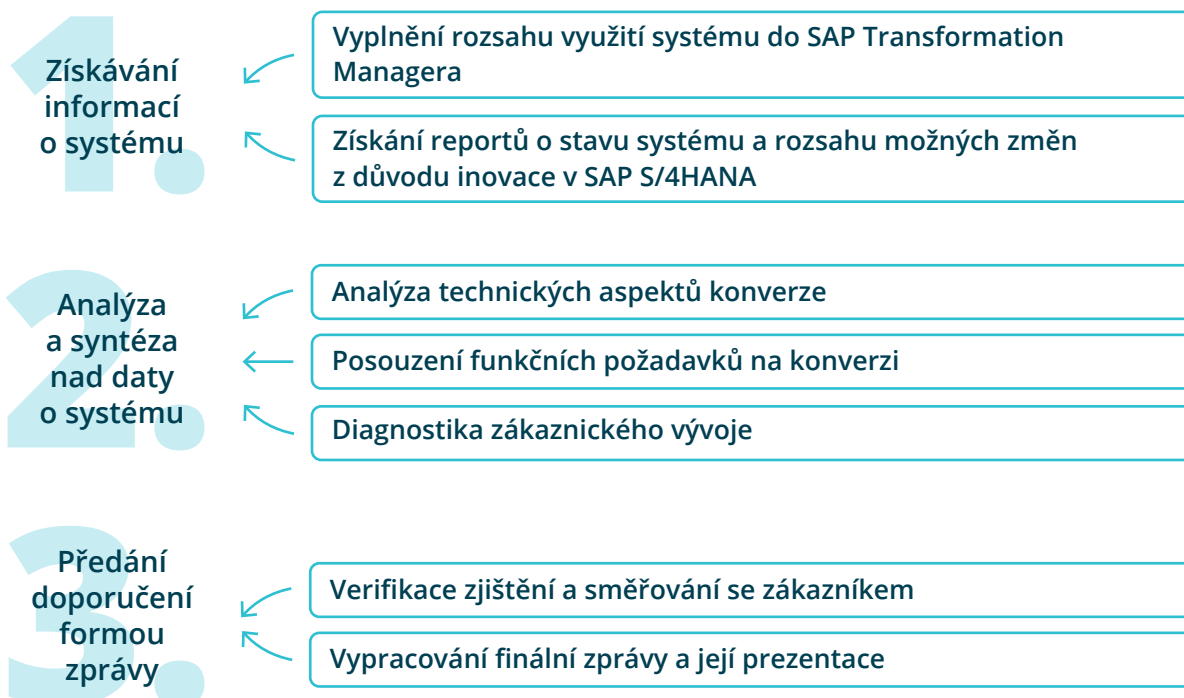 1.
Získávání
informací
o systému
Vyplnění rozsahu využití systému do SAP Transformation
Managera
Získání reportů o stavu systému a rozsahu možných změn
z důvodu inovace v SAP S/4HANA
2.
Analýza
a syntéza
nad daty
o systému
Analýza technických aspektů konverze
Posouzení funkčních požadavků na konverzi
Diagnostika zákaznického vývoje
3.
Předání
doporučení
formou
zprávy
Verifikace zjištění a směřování se zákazníkem
Vypracování finální zprávy a její prezentace